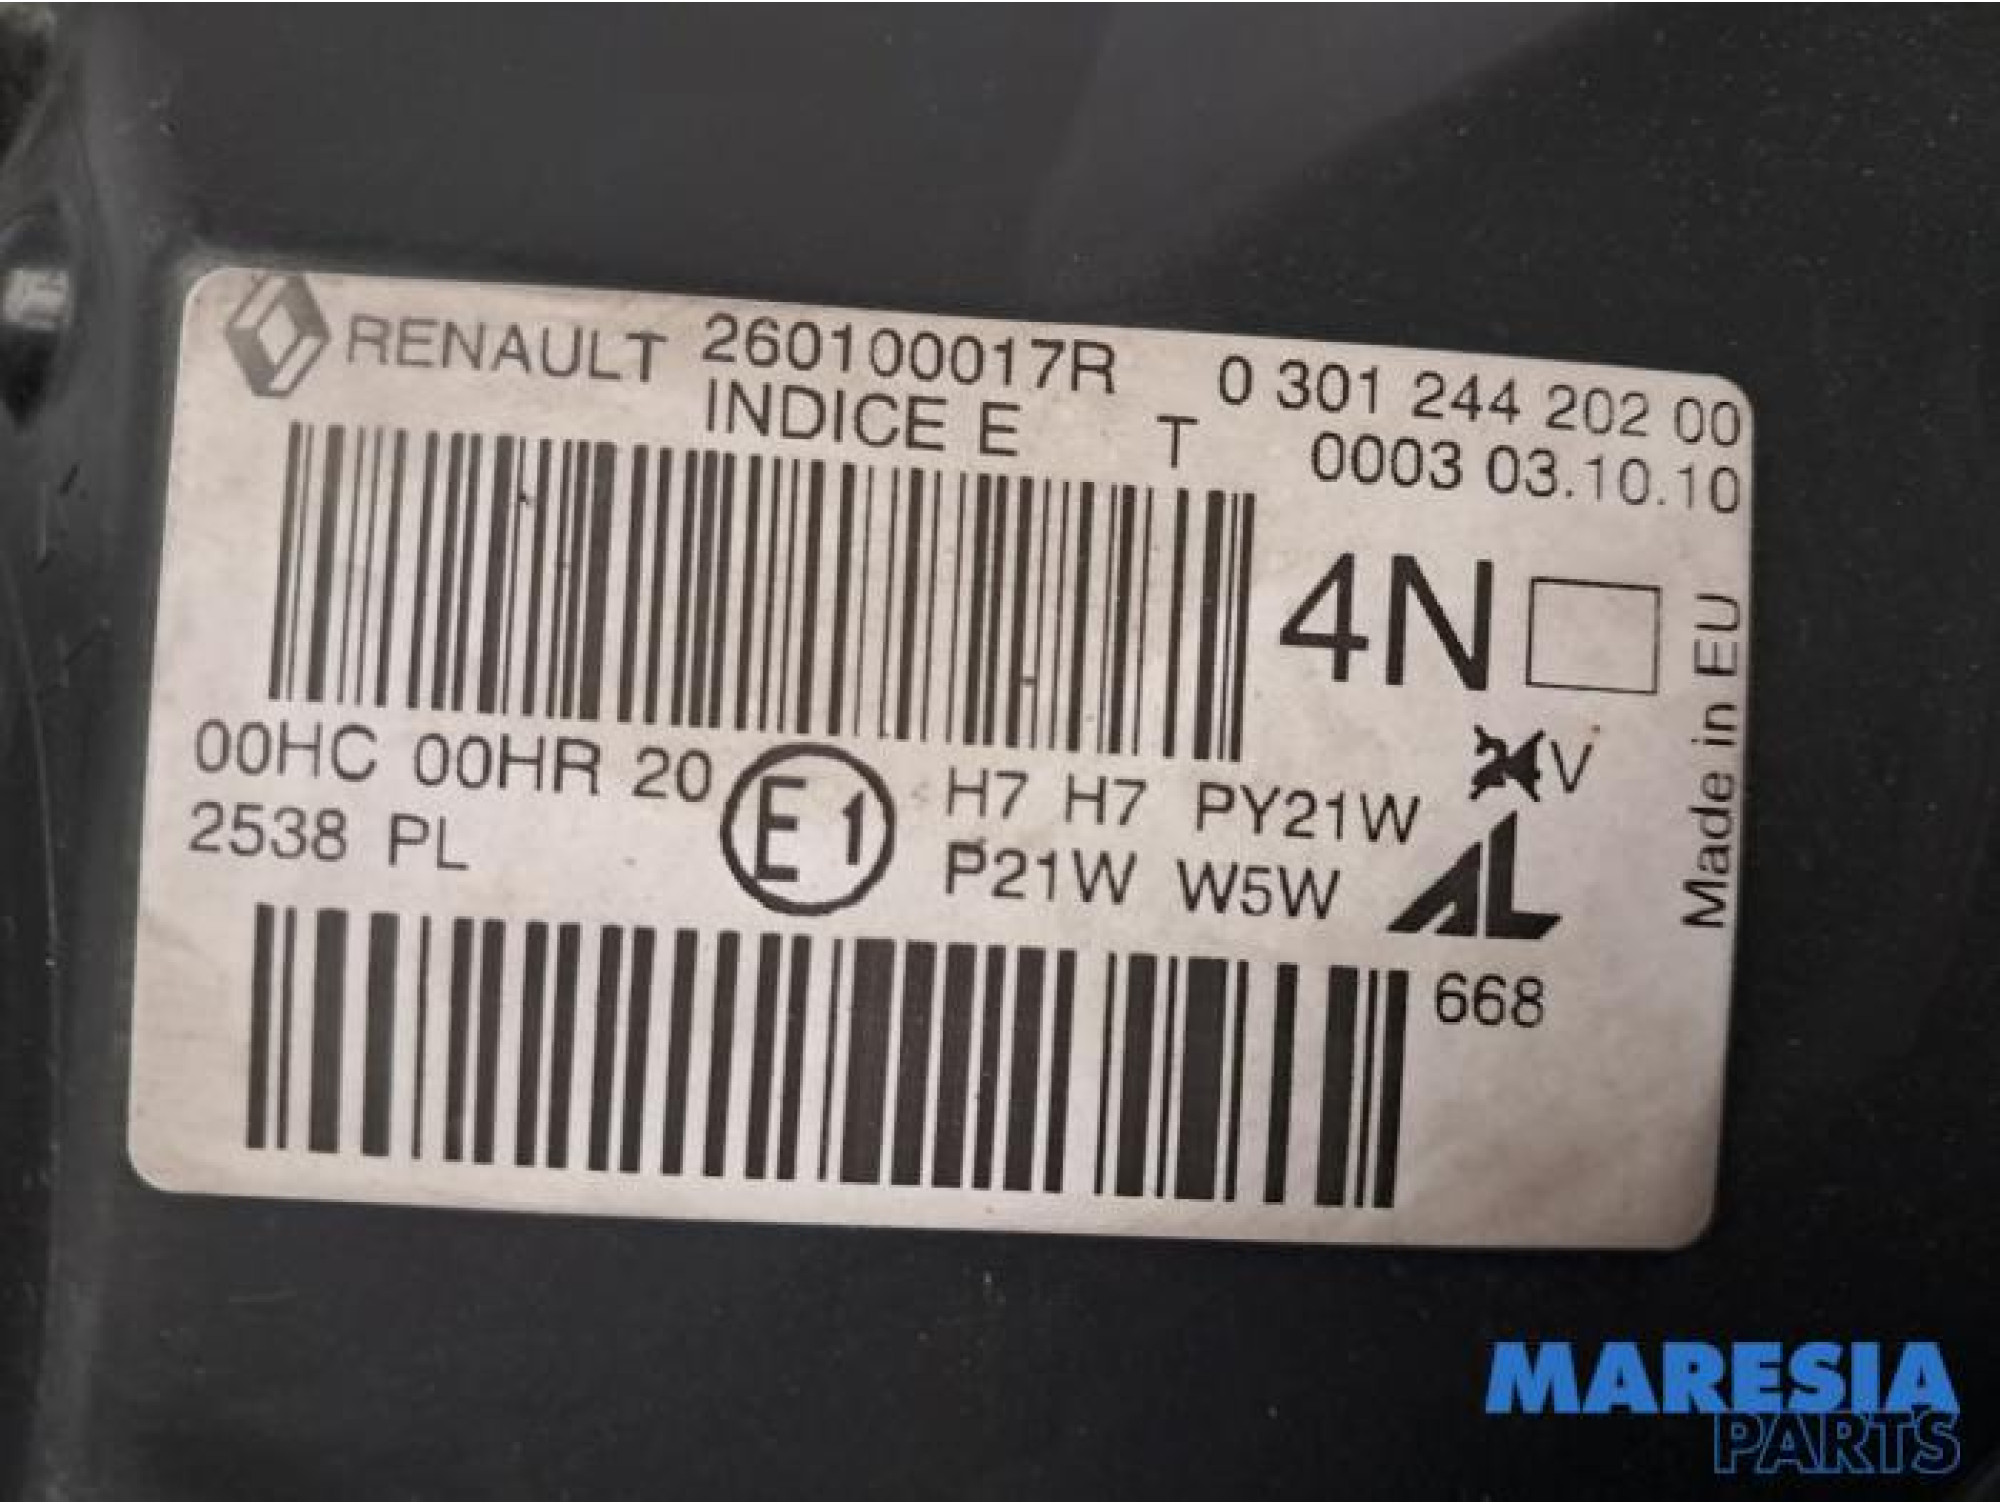 RENAULT 260100017R 0 301 244 202 00
INDICE E T 0003 03.10.10
4N
Made in EU
00HC 00HR 20 E1 H7 H7 PY21W V
2538 PL P21W W5W AL
668
MARESIA
PARTS